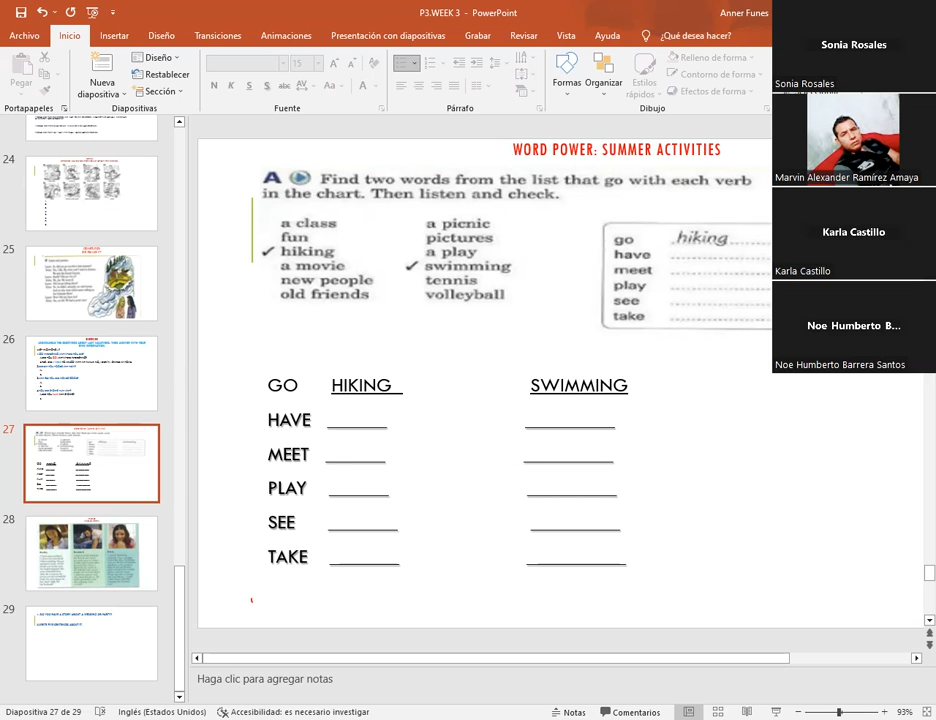 P3.WEEK 3 - PowerPoint
Anner Funes
Archivo Inicio Insertar Diseño Transiciones Animaciones Presentación con diapositivas Grabar Revisar Vista Ayuda ¿Qué desea hacer?
Pegar
Nueva
diapositiva
Diseño
Restablecer
Sección
15
N K S S abc AV Aa A
Formas
Organizar
Estilos
rápidos
Relleno de forma
Contorno de forma
Efectos de forma
Portapapeles
Diapositivas
Fuente
Párrafo
Dibujo
Sonia Rosales
Sonia Rosales
Marvin Alexander Ramírez Amaya
Karla Castillo
Karla Castillo
Noe Humberto B...
Noe Humberto Barrera Santos
24
25
26
27
28
29
WORD POWER: SUMMER ACTIVITIES
A Find two words from the list that go with each verb
in the chart. Then listen and check.
a class
fun
✓ hiking
a movie
new people
old friends
a picnic
pictures
a play
✓ swimming
tennis
volleyball
go hiking
have
meet
play
see
take
GO HIKING SWIMMING
HAVE
MEET
PLAY
SEE
TAKE
Haga clic para agregar notas
Diapositiva 27 de 29 Inglés (Estados Unidos) Accesibilidad: es necesario investigar Notas Comentarios 93%